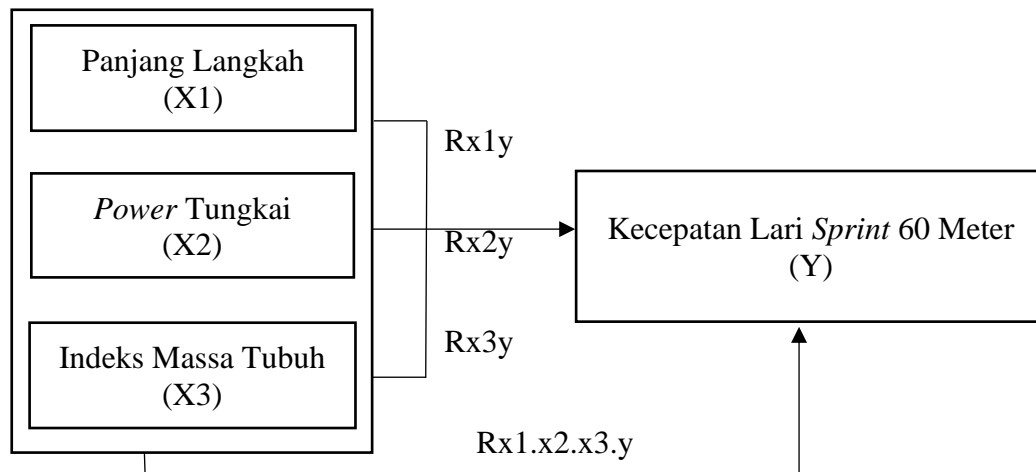 Panjang Langkah
(X1)
Rx1y
Power Tungkai
(X2)
Rx2y
Kecepatan Lari Sprint 60 Meter
(Y)
Rx3y
Indeks Massa Tubuh
(X3)
Rx1.x2.x3.y